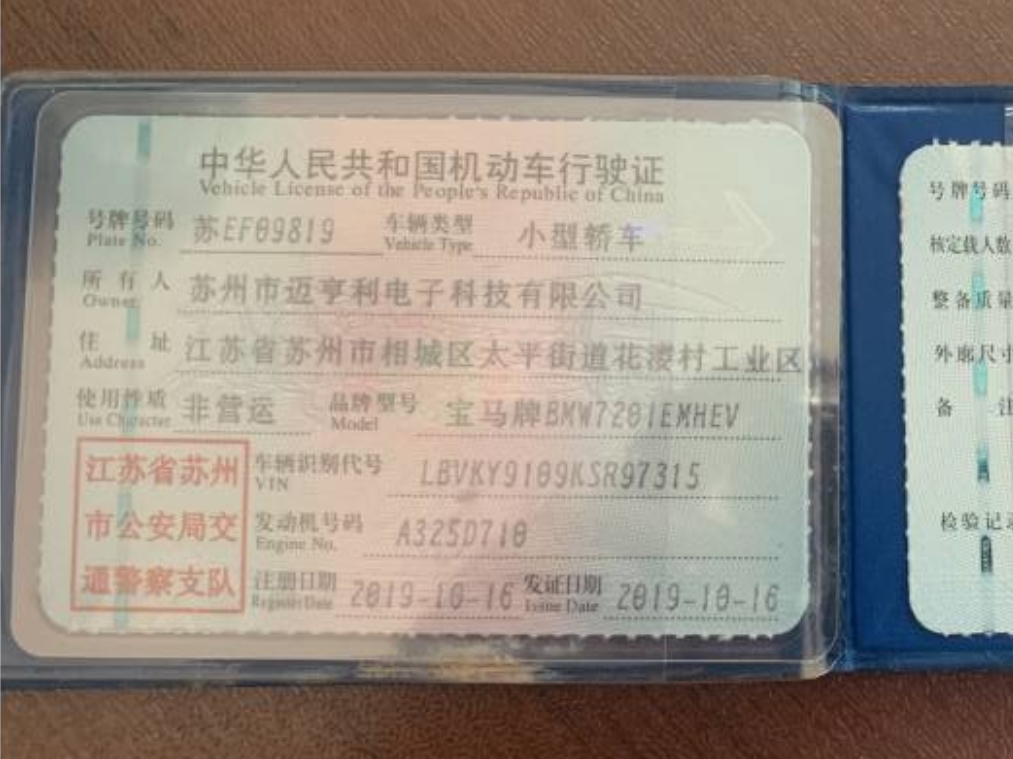 中华人民共和国机动车行驶证
Vehicle License of the People's Republic of China
号牌号码 苏EF09819 车辆类型 小型轿车
Plate No. Vehicle Type
所有人 苏州市迈亨利电子科技有限公司
Owner
住址 江苏省苏州市相城区太平街道花溇村工业区
Address
使用性质 非营运 品牌型号 宝马牌BMW7201EMHEV
Use Character Model
江苏省苏州
市公安局交
通警察支队
车辆识别代号 LBVKY9109KSR97315
VIN
发动机号码 A325D710
Engine No.
注册日期 2019-10-16 发证日期 2019-10-16
Register Date Issue Date
号牌号码
核定载人数
整备质量
外廓尺寸
备 注
检验记录